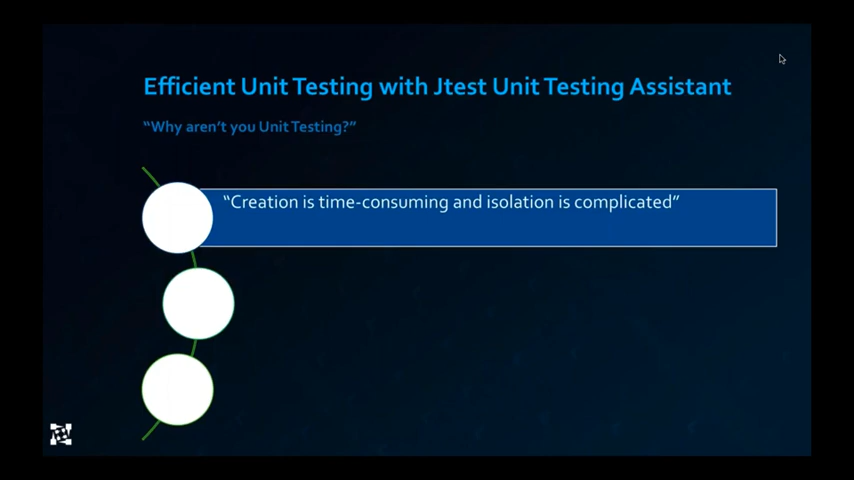 Efficient Unit Testing with Jtest Unit Testing Assistant
“Why aren’t you Unit Testing?”
“Creation is time-consuming and isolation is complicated”